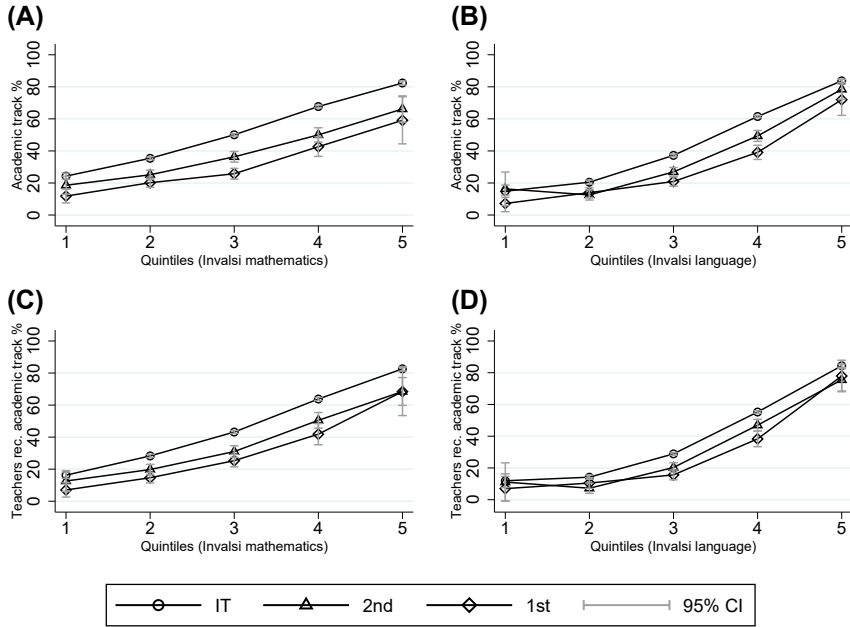 (A)
Academic track %
0 20 40 60 80 100
1 2 3 4 5
Quintiles (Invalsi mathematics)
(B)
Academic track %
0 20 40 60 80 100
1 2 3 4 5
Quintiles (Invalsi language)
(C)
Teachers rec. academic track %
0 20 40 60 80 100
1 2 3 4 5
Quintiles (Invalsi mathematics)
(D)
Teachers rec. academic track %
0 20 40 60 80 100
1 2 3 4 5
Quintiles (Invalsi language)
IT 2nd 1st 95% CI